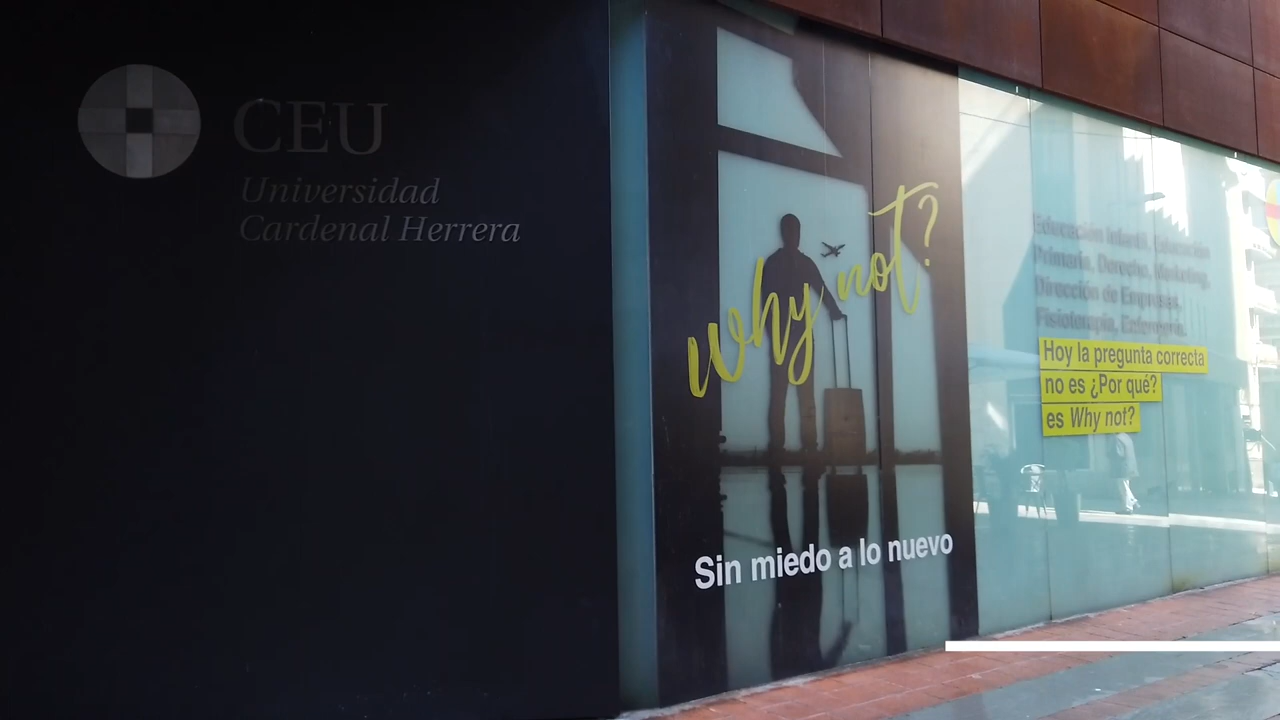 CEU
Universidad
Cardenal Herrera
why not?
Sin miedo a lo nuevo
Educación Infantil, Educación
Primaria, Derecho, Marketing,
Dirección de Empresas,
Fisioterapia, Enfermería.
Hoy la pregunta correcta
no es ¿Por qué?
es Why not?